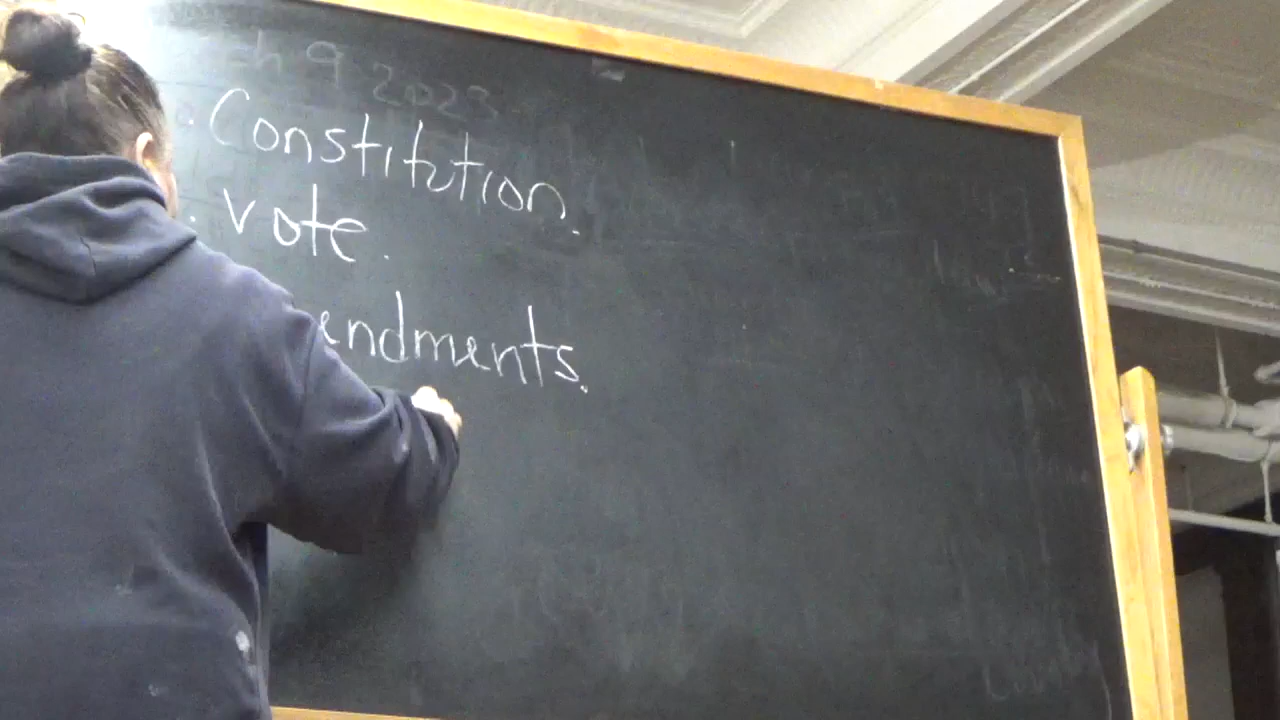 ch 9 2023
. Constitution.
. Vote.
endments.